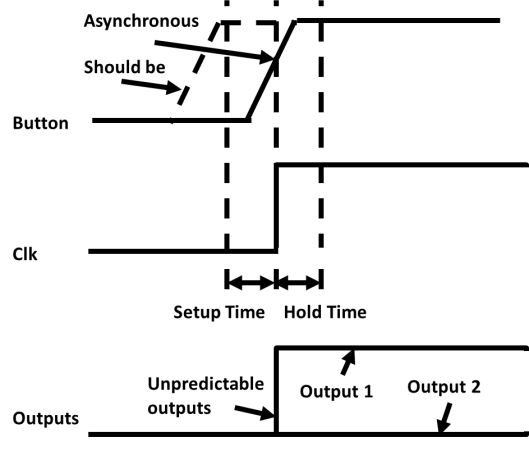 Asynchronous
Should be
Button
Clk
Setup Time
Hold Time
Unpredictable
outputs
Output 1
Output 2
Outputs